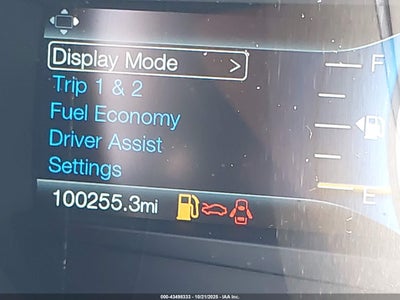 Display Mode >
Trip 1 & 2
Fuel Economy
Driver Assist
Settings
F
E
100255.3mi
000-43498333 - 10/21/2025 - IAA Inc.